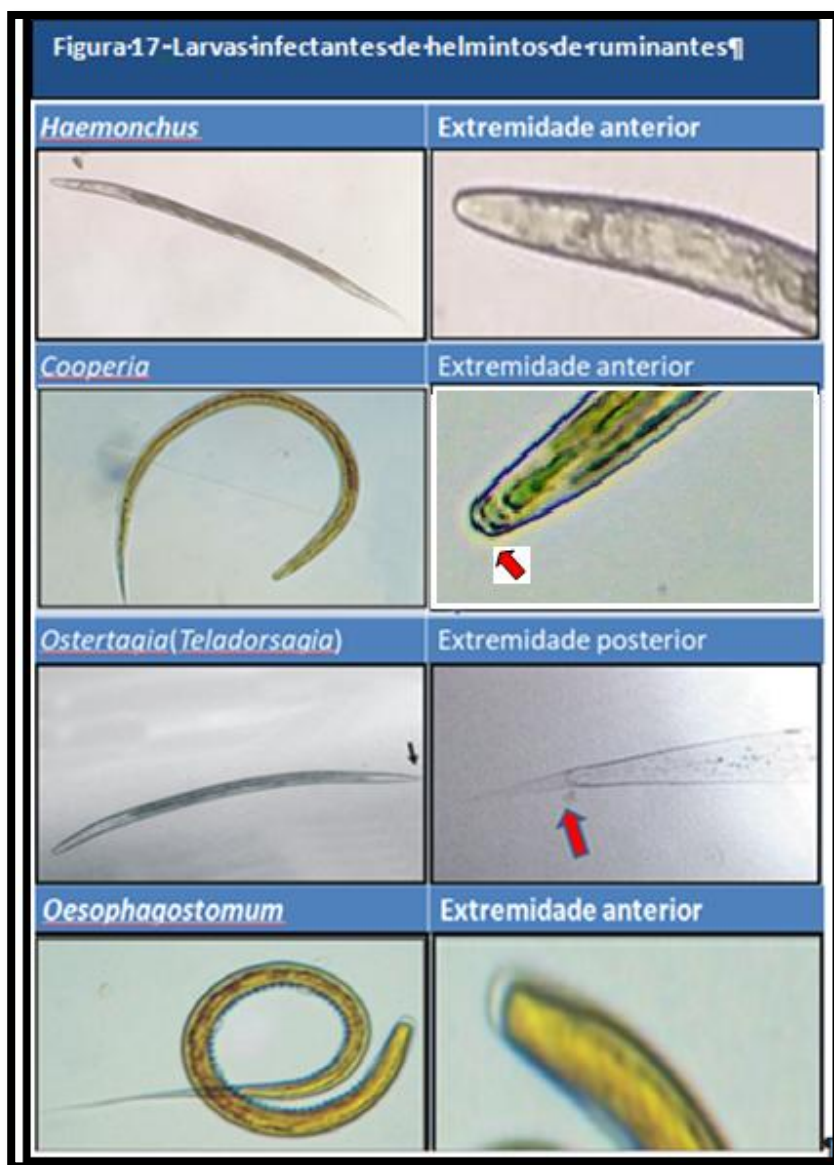 Figura·17-Larvas·infectantes·de·helmintos·de·ruminantes¶
Haemonchus
Extremidade anterior
Cooperia
Extremidade anterior
Ostertagia(Teladorsagia)
Extremidade posterior
Oesophagostomum
Extremidade anterior